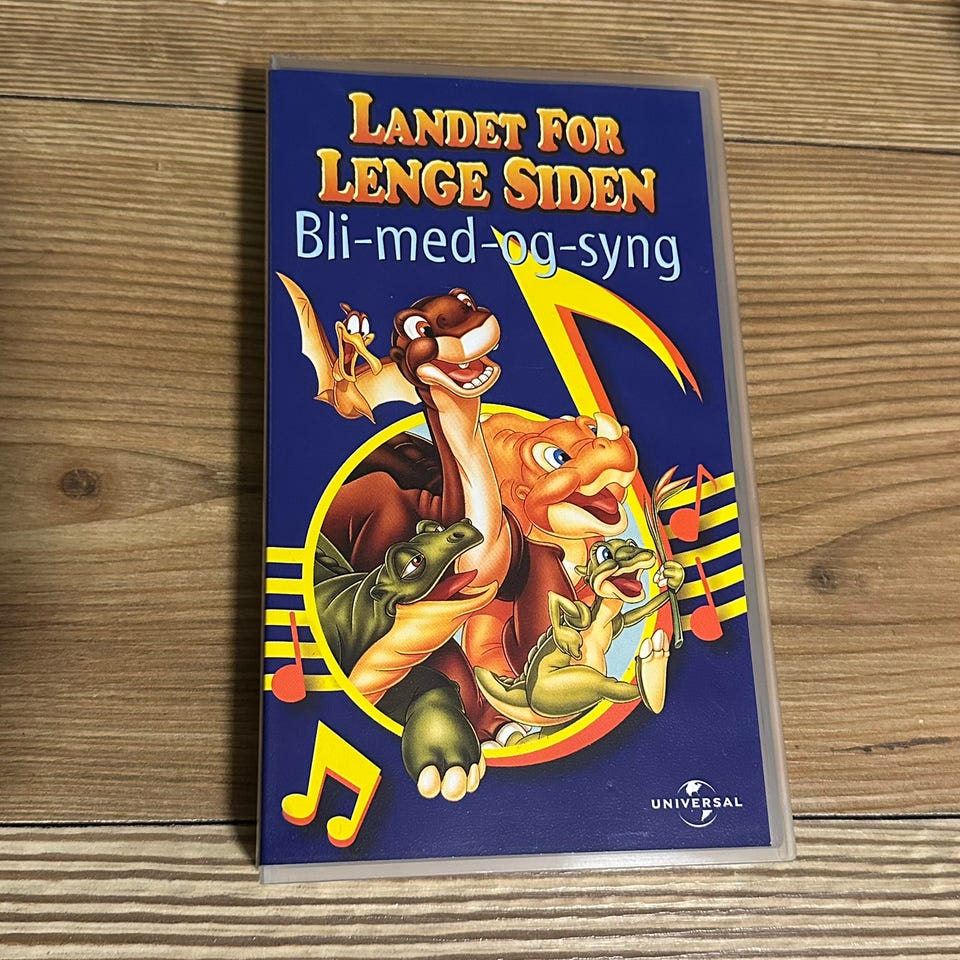 LANDET FOR
LENGE SIDEN
Bli-med-og-syng
UNIVERSAL